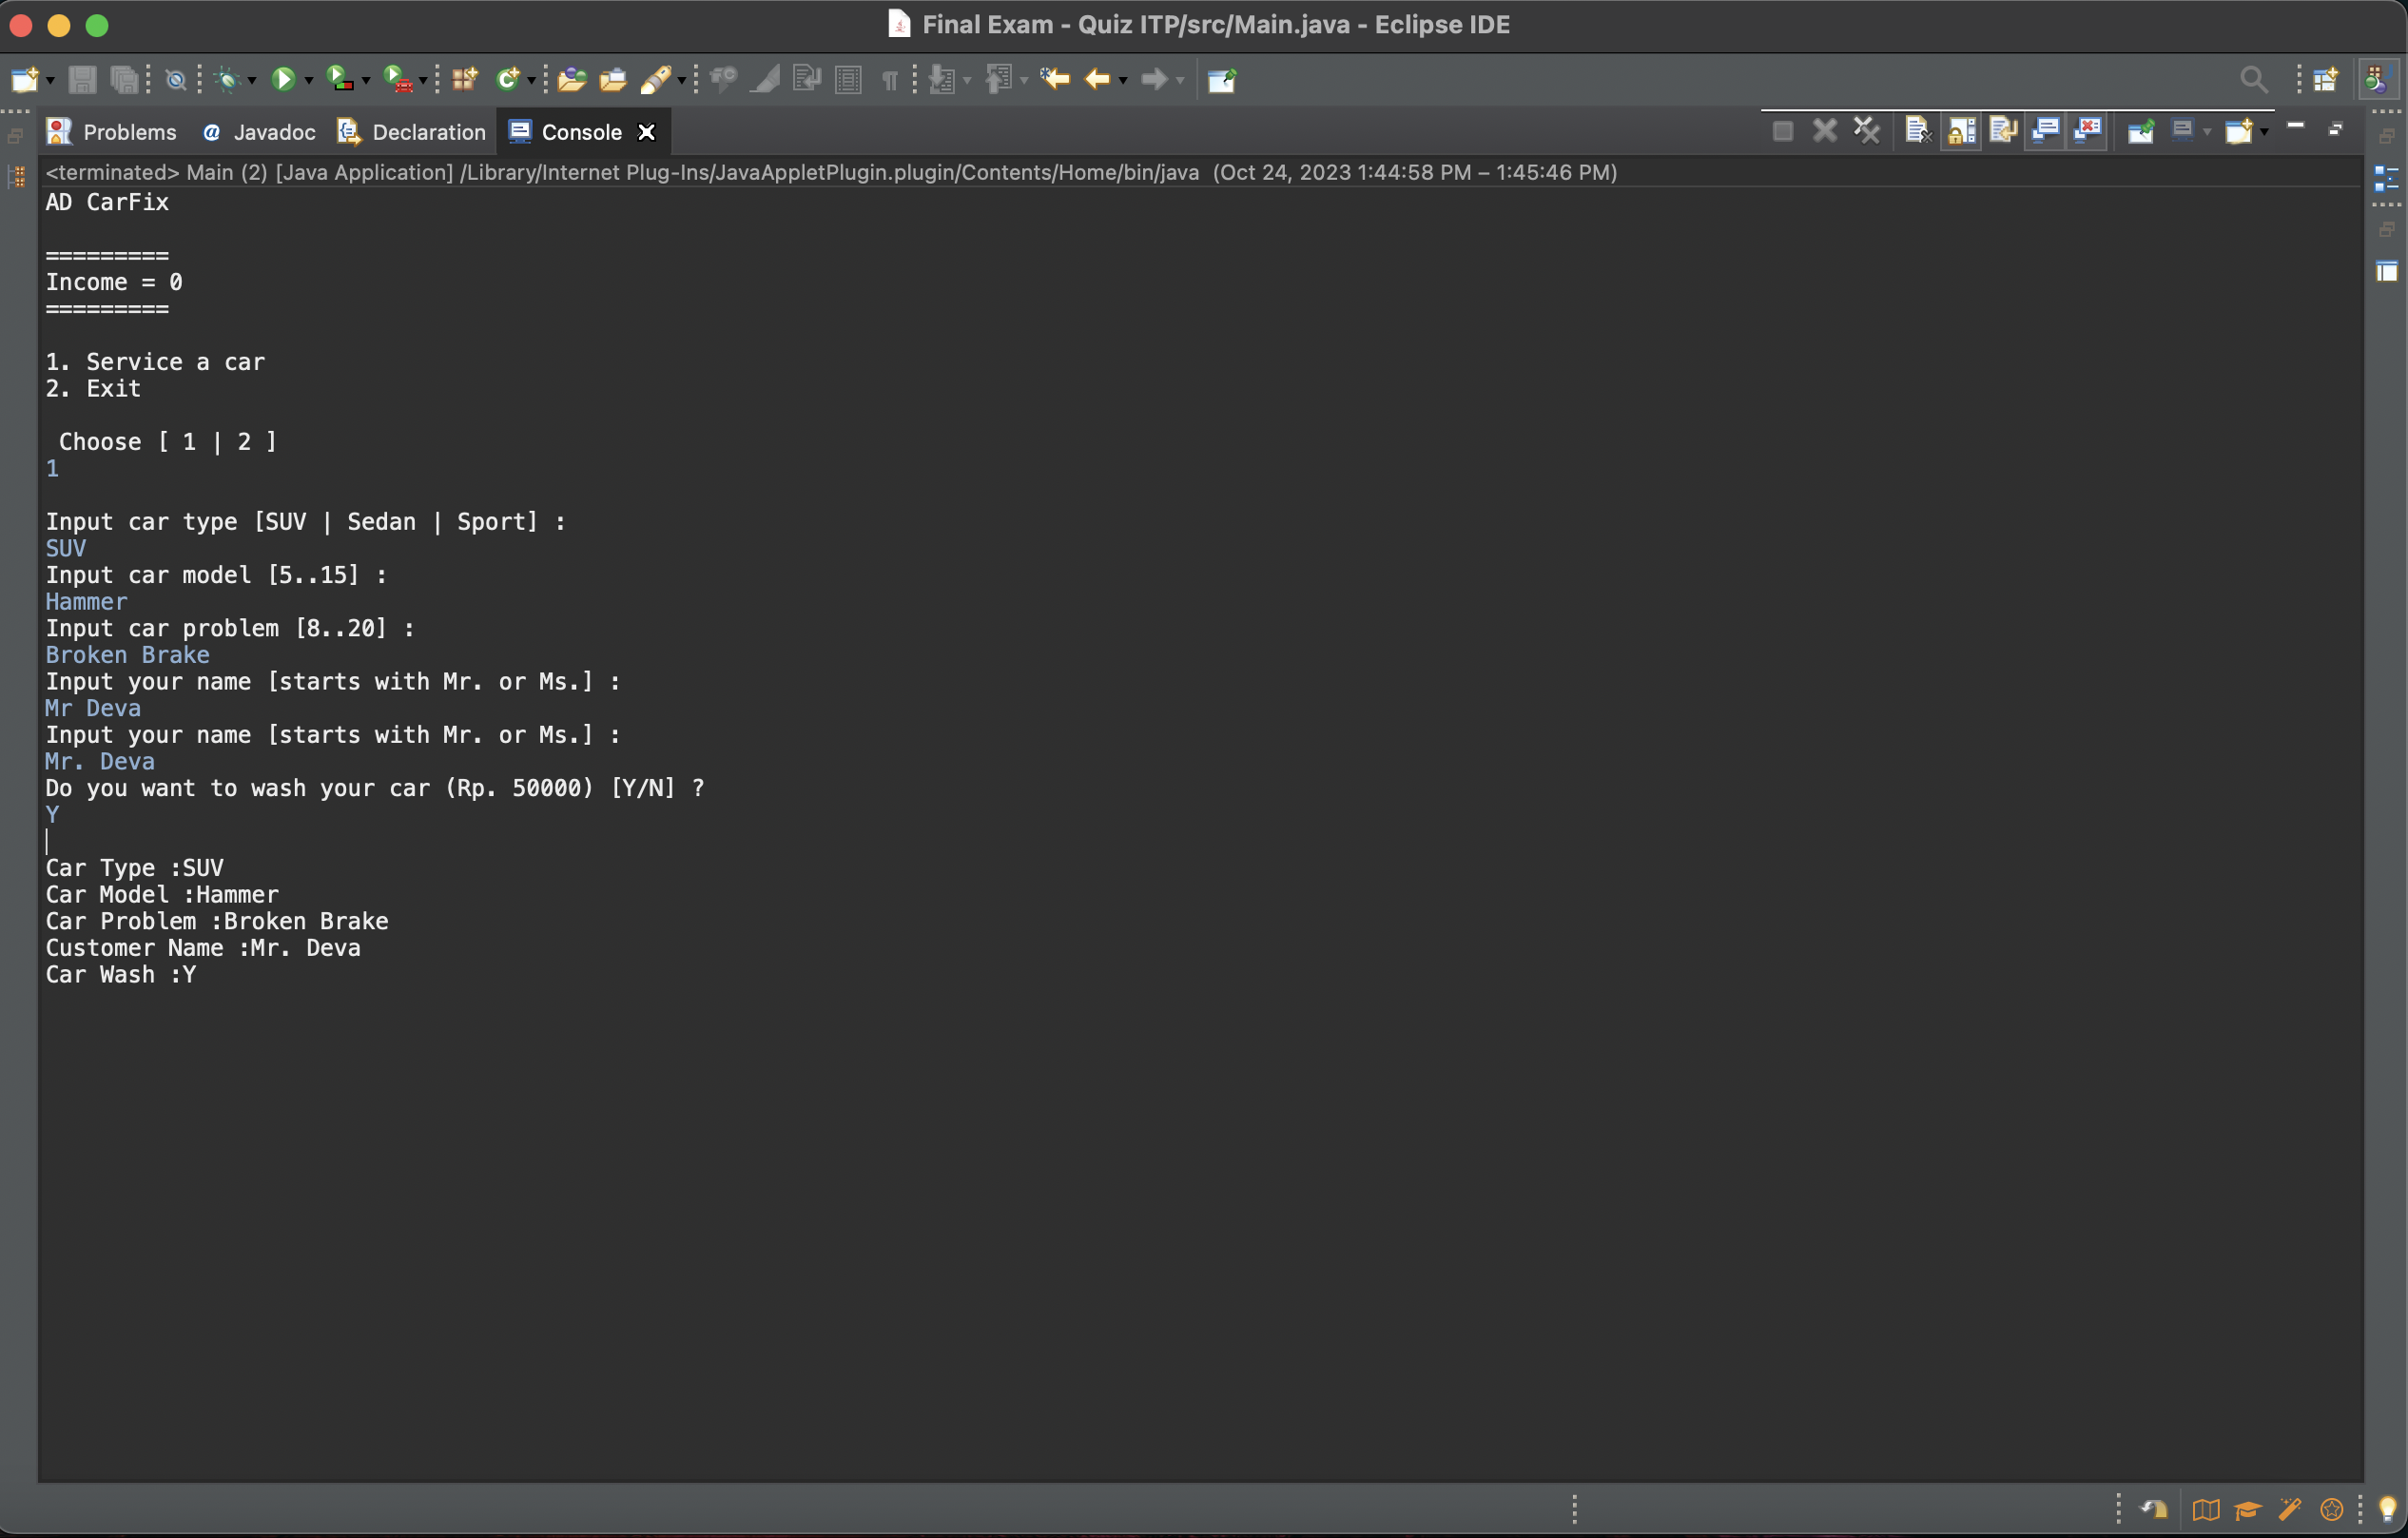 Final Exam - Quiz ITP/src/Main.java - Eclipse IDE
Problems @ Javadoc Declaration Console
<terminated> Main (2) [Java Application] /Library/Internet Plug-Ins/JavaAppletPlugin.plugin/Contents/Home/bin/java (Oct 24, 2023 1:44:58 PM – 1:45:46 PM)
AD CarFix
=========
Income = 0
=========
1. Service a car
2. Exit
Choose [ 1 | 2 ]
1
Input car type [SUV | Sedan | Sport] :
SUV
Input car model [5..15] :
Hammer
Input car problem [8..20] :
Broken Brake
Input your name [starts with Mr. or Ms.] :
Mr Deva
Input your name [starts with Mr. or Ms.] :
Mr. Deva
Do you want to wash your car (Rp. 50000) [Y/N] ?
Y
Car Type :SUV
Car Model :Hammer
Car Problem :Broken Brake
Customer Name :Mr. Deva
Car Wash :Y